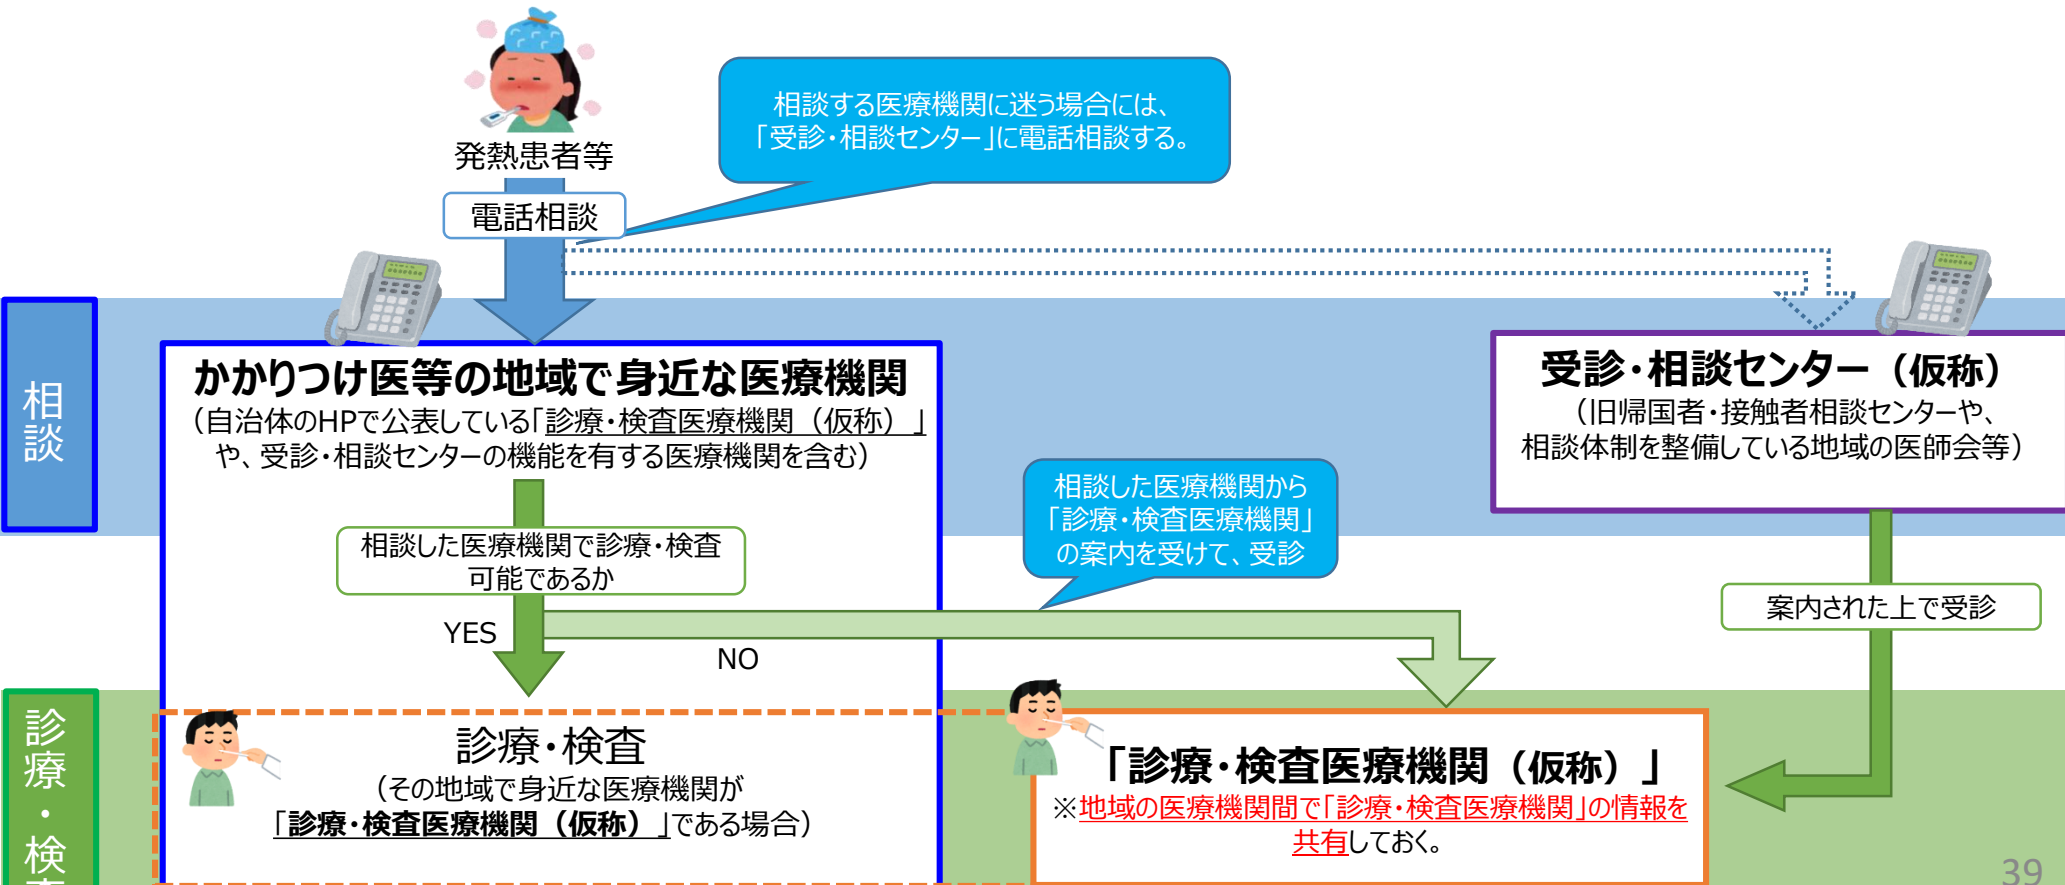 発熱患者等
相談する医療機関に迷う場合には、
「受診・相談センター」に電話相談する。
電話相談
相談
かかりつけ医等の地域で身近な医療機関
（自治体のHPで公表している「診療・検査医療機関（仮称）」
や、受診・相談センターの機能を有する医療機関を含む）
受診・相談センター（仮称）
（旧帰国者・接触者相談センターや、
相談体制を整備している地域の医師会等）
相談した医療機関から
「診療・検査医療機関」
の案内を受けて、受診
相談した医療機関で診療・検査
可能であるか
案内された上で受診
YES
NO
診療・検査
診療・検査
（その地域で身近な医療機関が
「診療・検査医療機関（仮称）」である場合）
「診療・検査医療機関（仮称）」
※地域の医療機関間で「診療・検査医療機関」の情報を
共有しておく。
39